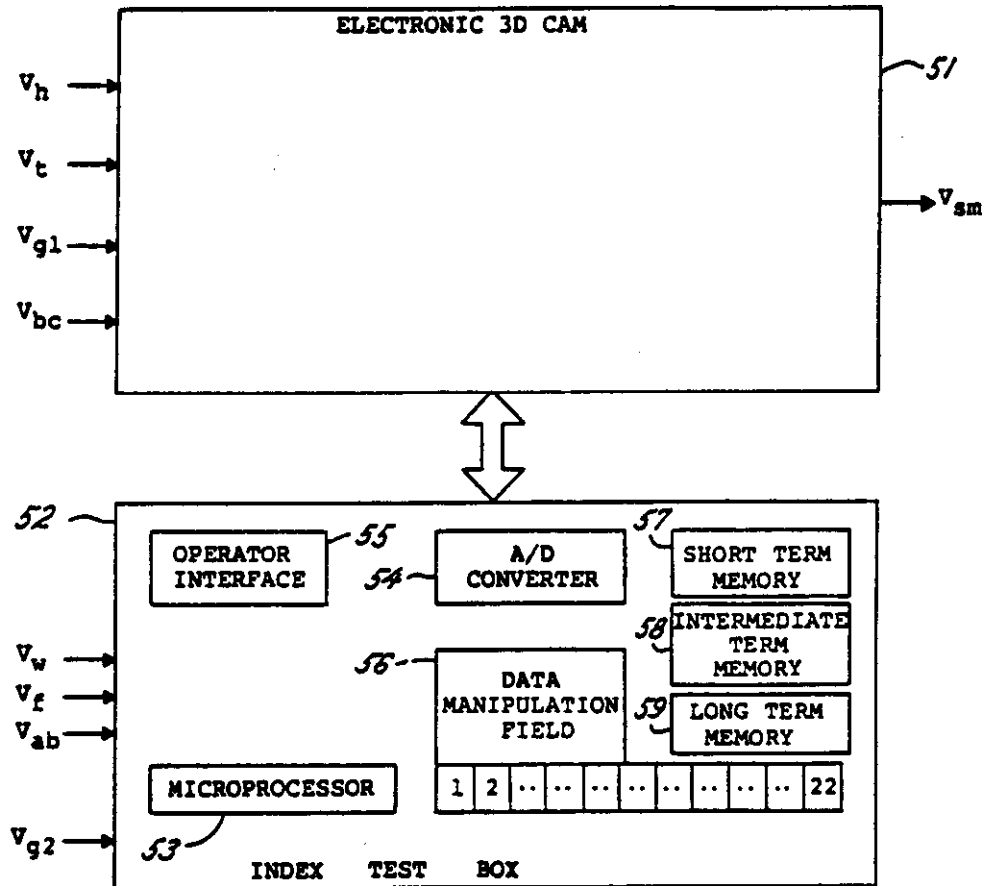 ELECTRONIC 3D CAM
51
Vh
Vt
Vsm
Vg1
Vbc
52
OPERATOR
INTERFACE
55
A/D
CONVERTER
54
57
SHORT TERM
MEMORY
58
INTERMEDIATE
TERM
MEMORY
Vw
Vf
Vab
56
DATA
MANIPULATION
FIELD
59
LONG TERM
MEMORY
MICROPROCESSOR
53
1 2 .. .. .. .. .. .. .. .. 22
Vg2
INDEX TEST BOX